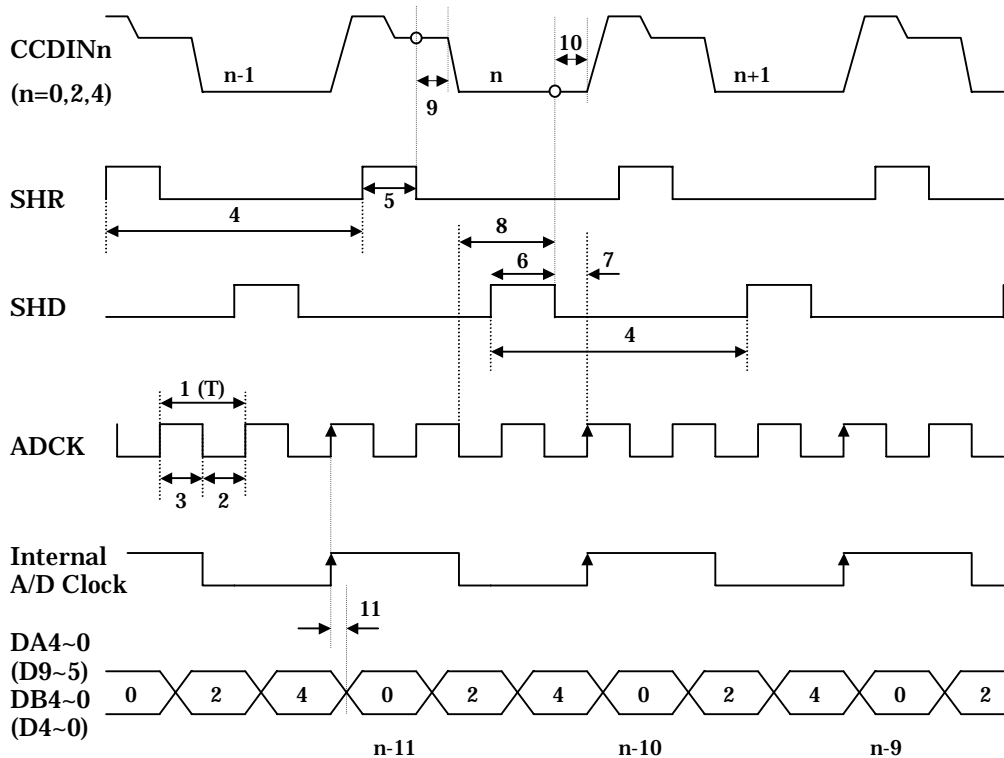 CCDINn
(n=0,2,4)
n-1
n
n+1
9
10
SHR
5
4
8
6
7
SHD
4
1 (T)
ADCK
3
2
Internal
A/D Clock
11
DA4~0
(D9~5)
DB4~0
(D4~0)
0 2 4 0 2 4 0 2 4 0 2
n-11 n-10 n-9